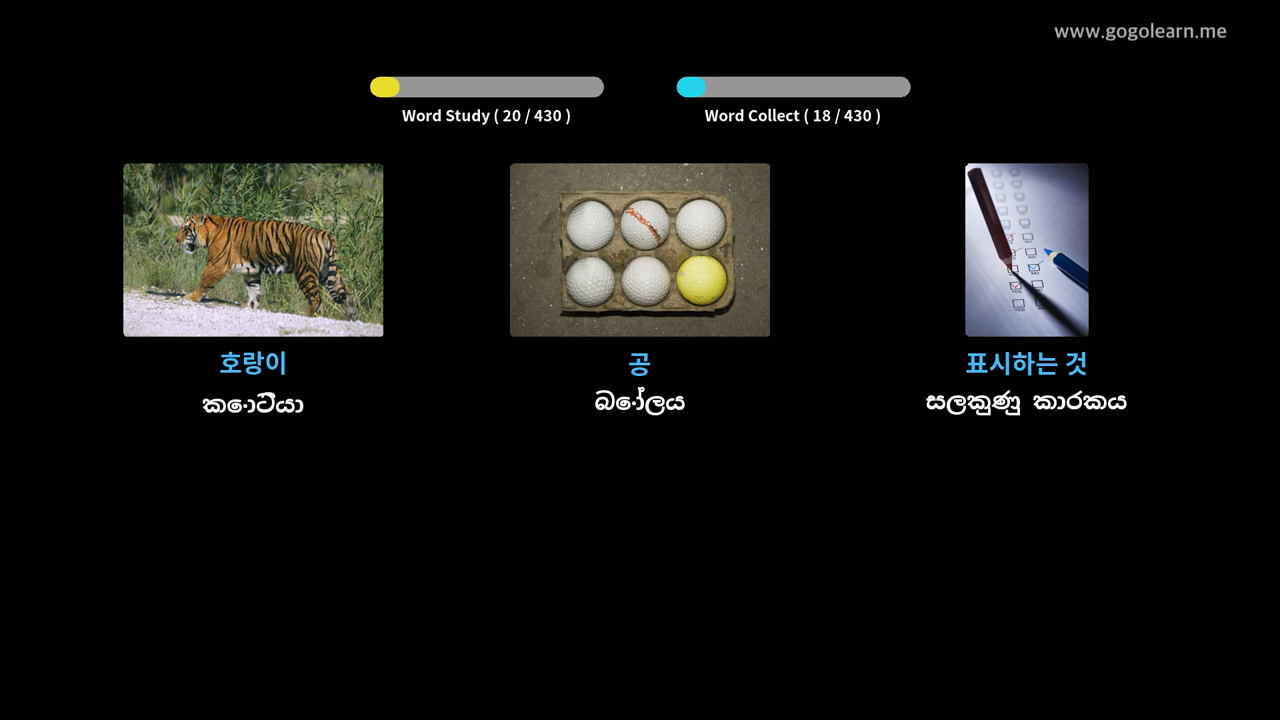 www.gogolearn.me
Word Study ( 20 / 430 )
Word Collect ( 18 / 430 )
호랑이
공
표시하는 것
කොටියා
බෝලය
සලකුණු කාරකය